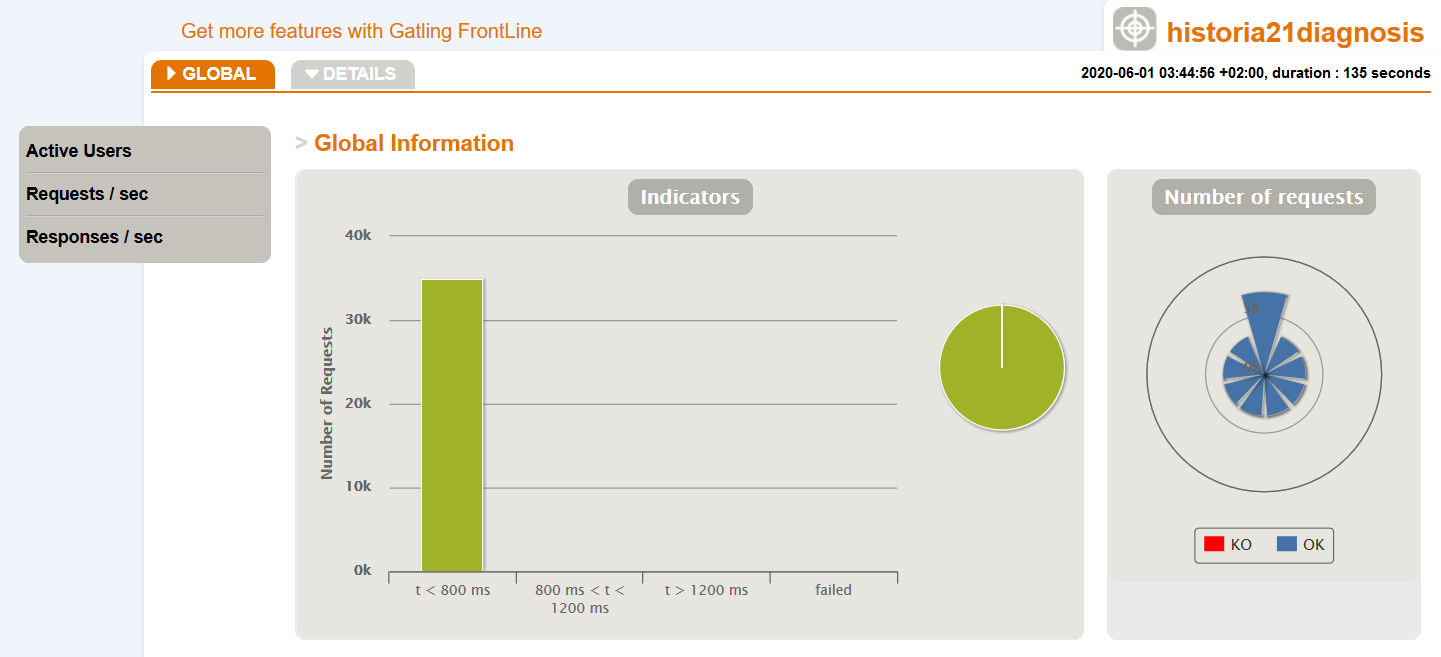 Get more features with Gatling FrontLine
historia21diagnosis
GLOBAL
DETAILS
2020-06-01 03:44:56 +02:00, duration : 135 seconds
Active Users
Requests / sec
Responses / sec
> Global Information
Indicators
Number of Requests
40k
30k
20k
10k
0k
t < 800 ms
800 ms < t <
1200 ms
t > 1200 ms
failed
Number of requests
5k
0k
KO
OK